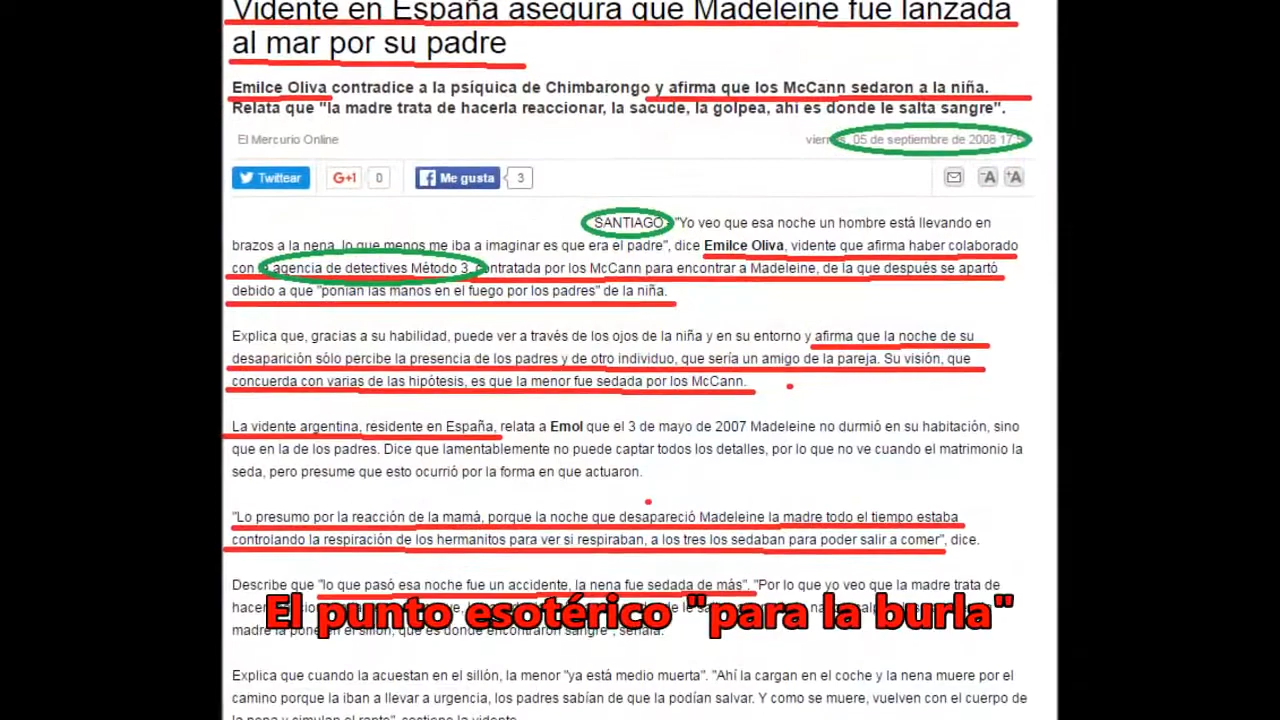 Vidente en España asegura que Madeleine fue lanzada
al mar por su padre
Emilce Oliva contradice a la psíquica de Chimbarongo y afirma que los McCann sedaron a la niña.
Relata que "la madre trata de hacerla reaccionar, la sacude, la golpea, ahí es donde le salta sangre".
El Mercurio Online
viernes, 05 de septiembre de 2008 17:5
Twittear
G+1
0
Me gusta
3
-A
+A
SANTIAGO.- "Yo veo que esa noche un hombre está llevando en
brazos a la nena, lo que menos me iba a imaginar es que era el padre", dice Emilce Oliva, vidente que afirma haber colaborado
con la agencia de detectives Método 3, contratada por los McCann para encontrar a Madeleine, de la que después se apartó
debido a que "ponían las manos en el fuego por los padres" de la niña.
Explica que, gracias a su habilidad, puede ver a través de los ojos de la niña y en su entorno y afirma que la noche de su
desaparición sólo percibe la presencia de los padres y de otro individuo, que sería un amigo de la pareja. Su visión, que
concuerda con varias de las hipótesis, es que la menor fue sedada por los McCann.
La vidente argentina, residente en España, relata a Emol que el 3 de mayo de 2007 Madeleine no durmió en su habitación, sino
que en la de los padres. Dice que lamentablemente no puede captar todos los detalles, por lo que no ve cuando el matrimonio la
seda, pero presume que esto ocurrió por la forma en que actuaron.
"Lo presumo por la reacción de la mamá, porque la noche que desapareció Madeleine la madre todo el tiempo estaba
controlando la respiración de los hermanitos para ver si respiraban, a los tres los sedaban para poder salir a comer", dice.
Describe que "lo que pasó esa noche fue un accidente, la nena fue sedada de más". "Por lo que yo veo que la madre trata de
El punto esotérico "para la burla"
madre la pone en el sillón, que es donde encontraron sangre", señala.
Explica que cuando la acuestan en el sillón, la menor "ya está medio muerta". "Ahí la cargan en el coche y la nena muere por el
camino porque la iban a llevar a urgencia, los padres sabían de que la podían salvar. Y como se muere, vuelven con el cuerpo de
la nena y simulan el rapto", sostiene la vidente.